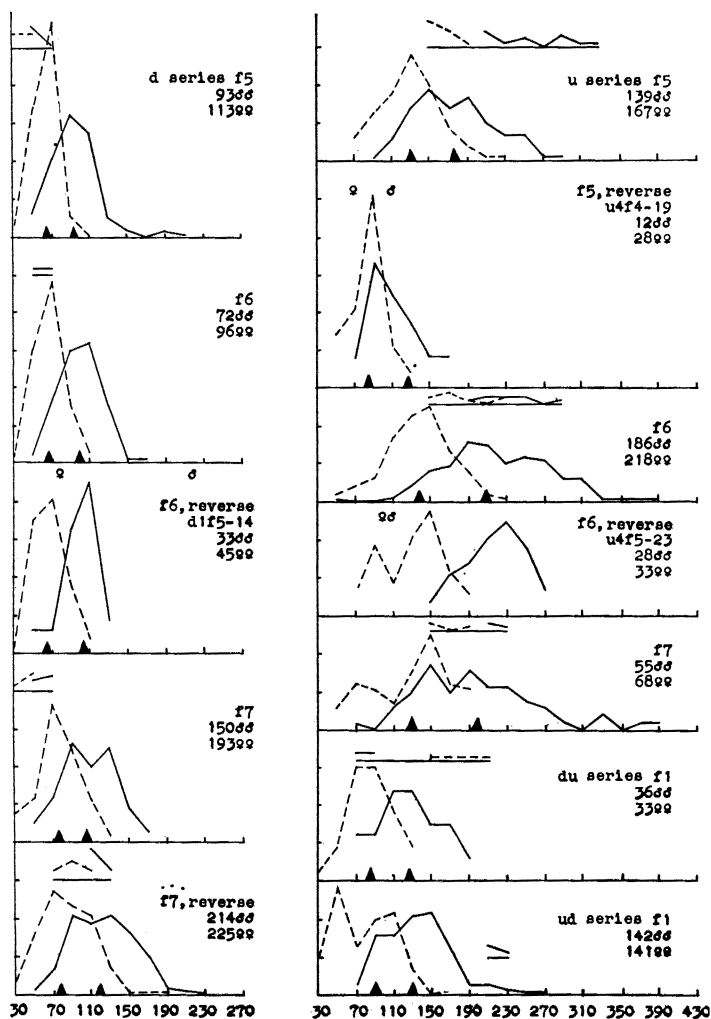 d series f5
93♂♂
113♀♀
f6
72♂♂
96♀♀
♀ ♂
f6,reverse
d1f5-14
33♂♂
45♀♀
f7
150♂♂
193♀♀
f7,reverse
214♂♂
225♀♀
30 70 110 150 190 230 270
u series f5
139♂♂
167♀♀
♀ ♂
f5,reverse
u4f4-19
12♂♂
28♀♀
f6
186♂♂
218♀♀
♀♂
f6,reverse
u4f5-23
28♂♂
33♀♀
f7
55♂♂
68♀♀
du series f1
36♂♂
33♀♀
ud series f1
142♂♂
141♀♀
30 70 110 150 190 230 270 310 350 390 430